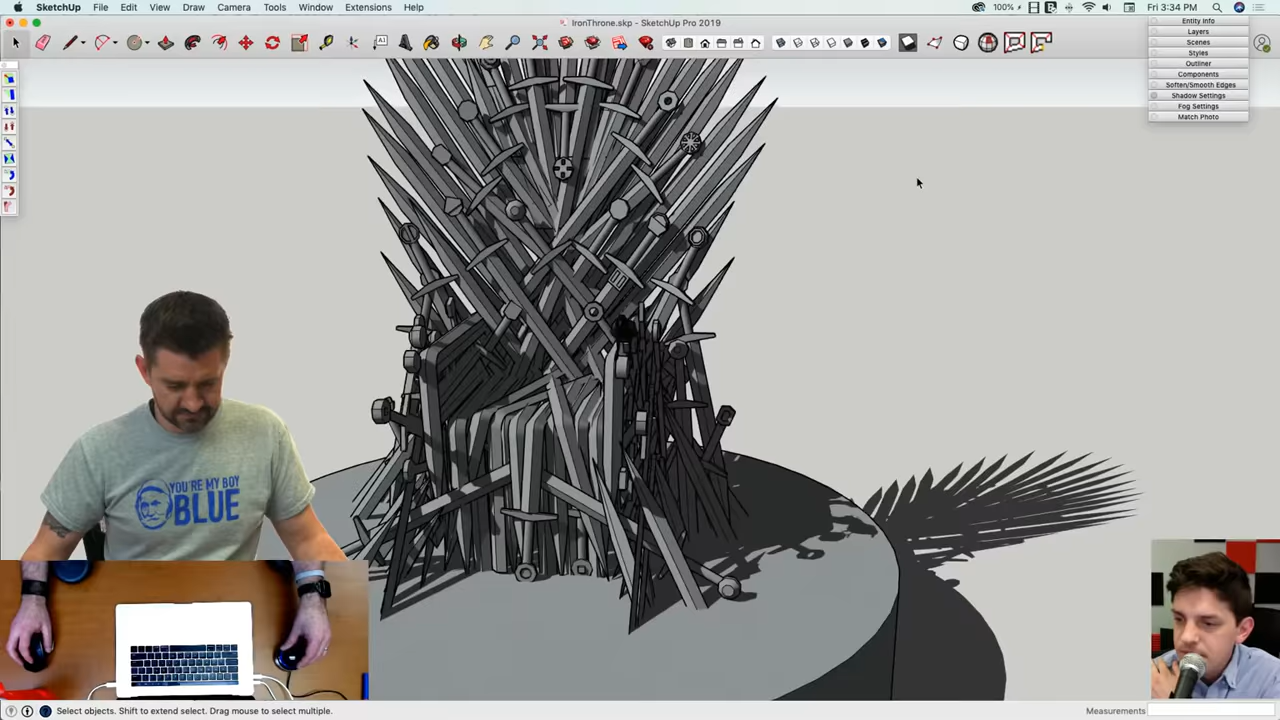 SketchUp File Edit View Draw Camera Tools Window Extensions Help
100% Fri 3:34 PM
IronThrone.skp - SketchUp Pro 2019
Entity Info
Layers
Scenes
Styles
Outliner
Components
Soften/Smooth Edges
Shadow Settings
Fog Settings
Match Photo
YOU'RE MY BOY
BLUE
Select objects. Shift to extend select. Drag mouse to select multiple.
Measurements